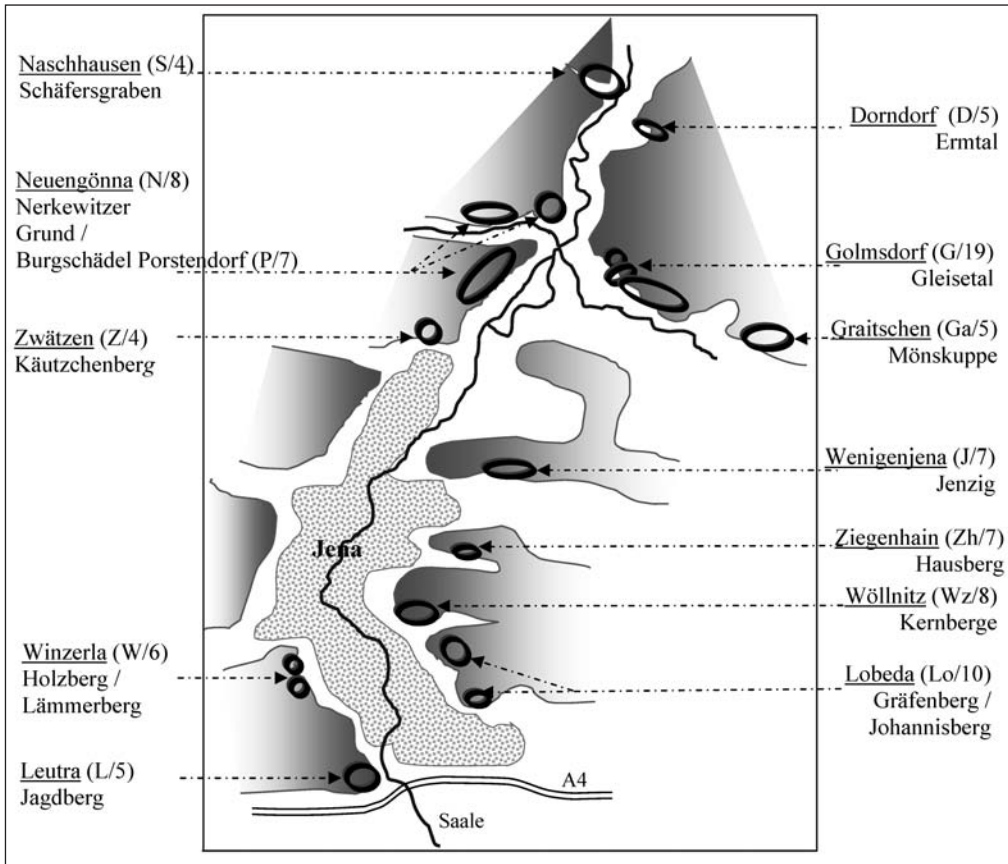 Naschhausen (S/4)
Schäfersgraben
Neuengönna (N/8)
Nerkewitzer
Grund /
Burgschädel Porstendorf (P/7)
Zwätzen (Z/4)
Käutzchenberg
Winzerla (W/6)
Holzberg /
Lämmerberg
Leutra (L/5)
Jagdberg
Jena
A4
Saale
Dorndorf (D/5)
Ermtal
Golmsdorf (G/19)
Gleisetal
Graitschen (Ga/5)
Mönskuppe
Wenigenjena (J/7)
Jenzig
Ziegenhain (Zh/7)
Hausberg
Wöllnitz (Wz/8)
Kernberge
Lobeda (Lo/10)
Gräfenberg /
Johannisberg